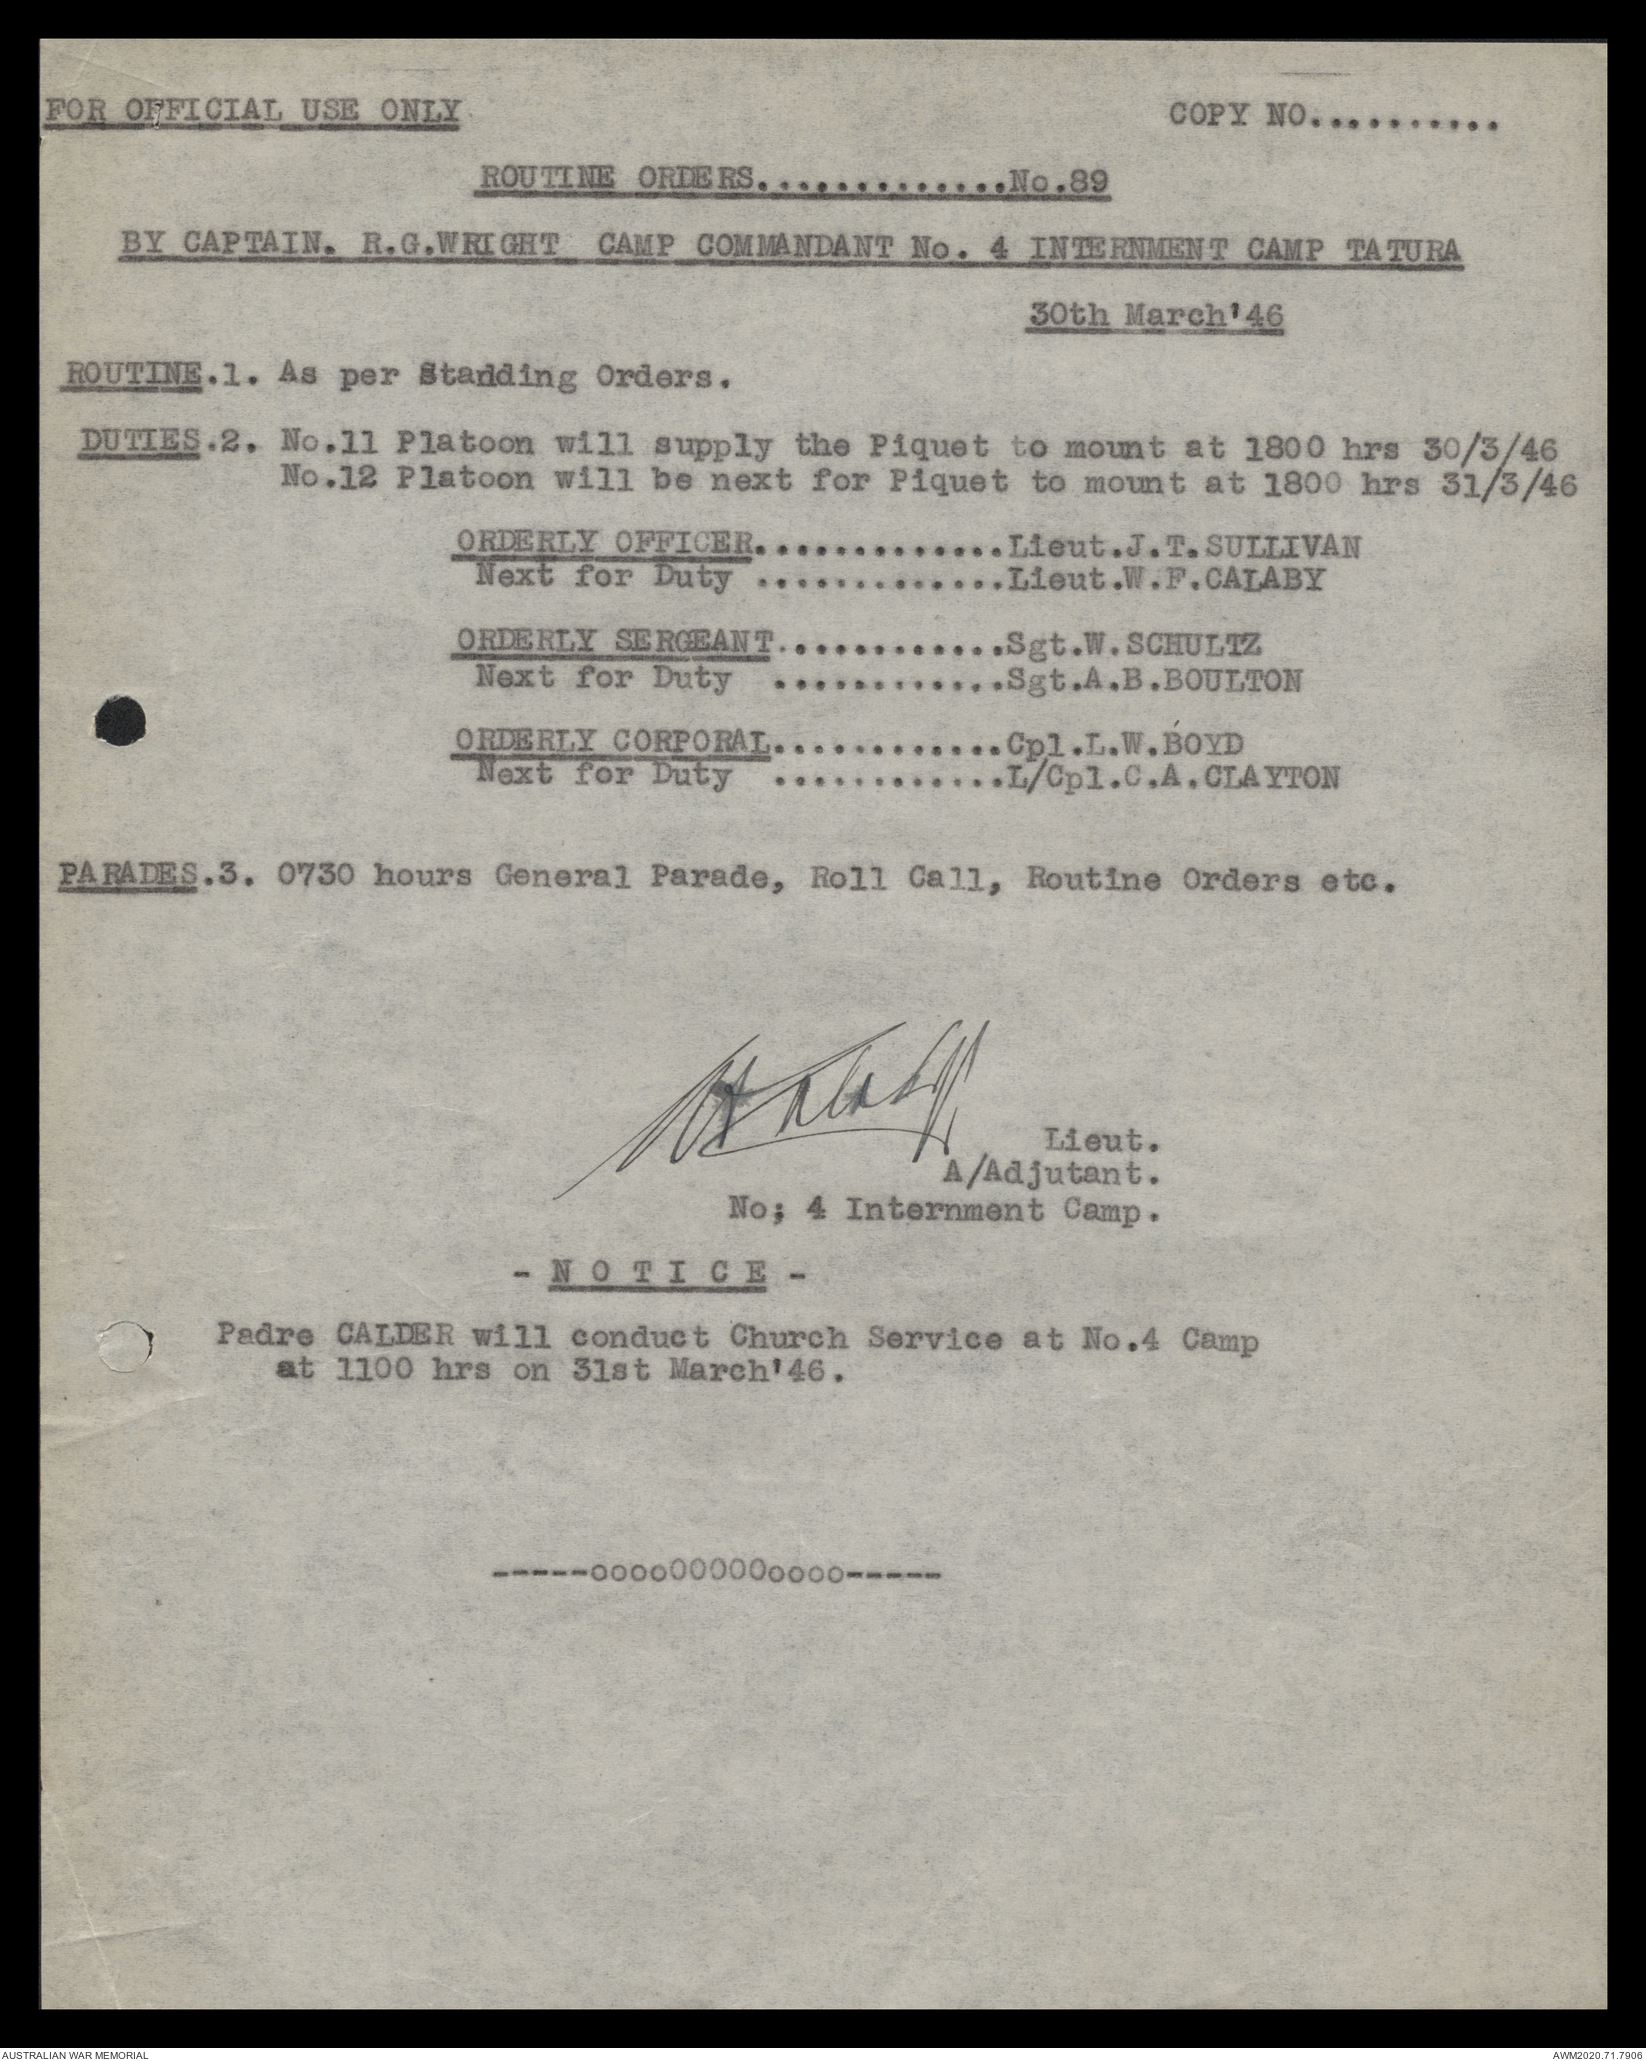 FOR OFFICIAL USE ONLY
COPY NO..........
ROUTINE ORDERS.............No.89
BY CAPTAIN. R.G.WRIGHT CAMP COMMANDANT No. 4 INTERNMENT CAMP TATURA
30th March'46
ROUTINE.1. As per Standding Orders.
DUTIES.2. No.11 Platoon will supply the Piquet to mount at 1800 hrs 30/3/46
No.12 Platoon will be next for Piquet to mount at 1800 hrs 31/3/46
ORDERLY OFFICER.............Lieut.J.T.SULLIVAN
Next for Duty .............Lieut.W.F.CALABY
ORDERLY SERGEANT............Sgt.W.SCHULTZ
Next for Duty ............Sgt.A.B.BOULTON
ORDERLY CORPORAL............Cpl.L.W.BOYD
Next for Duty ............L/Cpl.C.A.CLAYTON
PARADES.3. 0730 hours General Parade, Roll Call, Routine Orders etc.
Lieut.
A/Adjutant.
No; 4 Internment Camp.
- N O T I C E -
Padre CALDER will conduct Church Service at No.4 Camp
at 1100 hrs on 31st March'46.
-----oooo00000oooo-----
AUSTRALIAN WAR MEMORIAL
AWM2020.71.7906